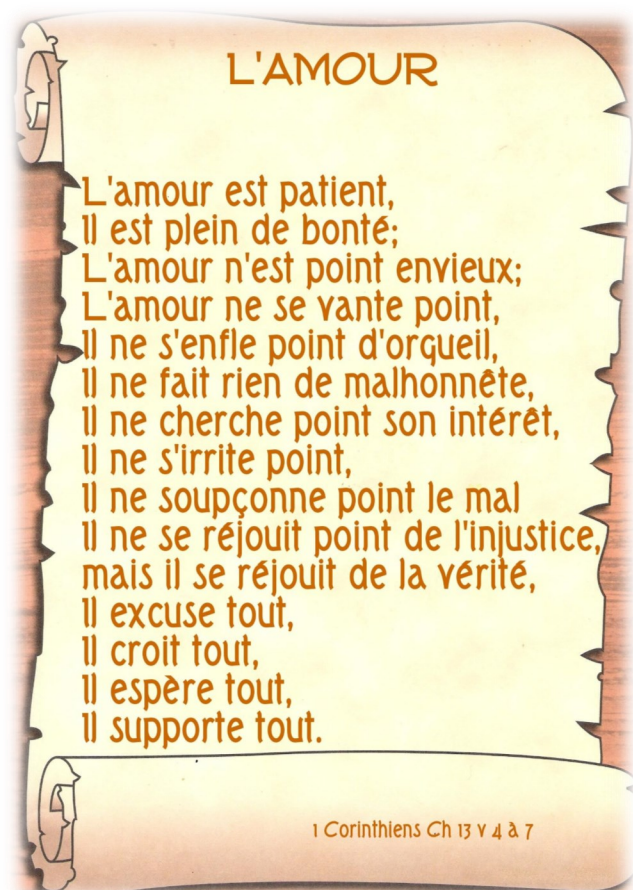 L'AMOUR
L'amour est patient,
Il est plein de bonté;
L'amour n'est point envieux;
L'amour ne se vante point,
Il ne s'enfle point d'orqueil,
Il ne fait rien de malhonnête,
Il ne cherche point son intérêt,
Il ne s'irrite point,
Il ne soupçonne point le mal
Il ne se réjouit point de l'injustice,
mais il se réjouit de la vérité,
Il excuse tout,
Il croit tout,
Il espère tout,
Il supporte tout.
1 Corinthiens Ch 13 v 4 à 7